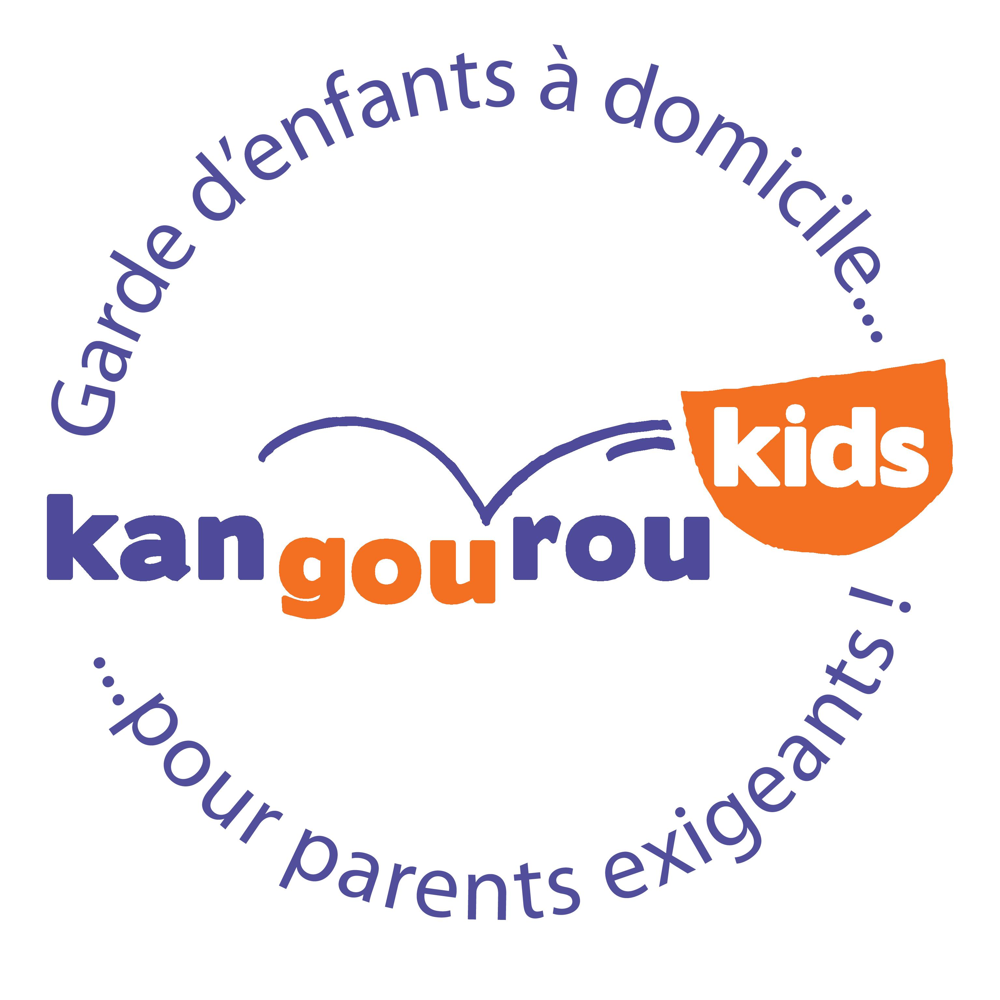 Garde d'enfants à domicile...
kids
kangourou
...pour parents exigeants !